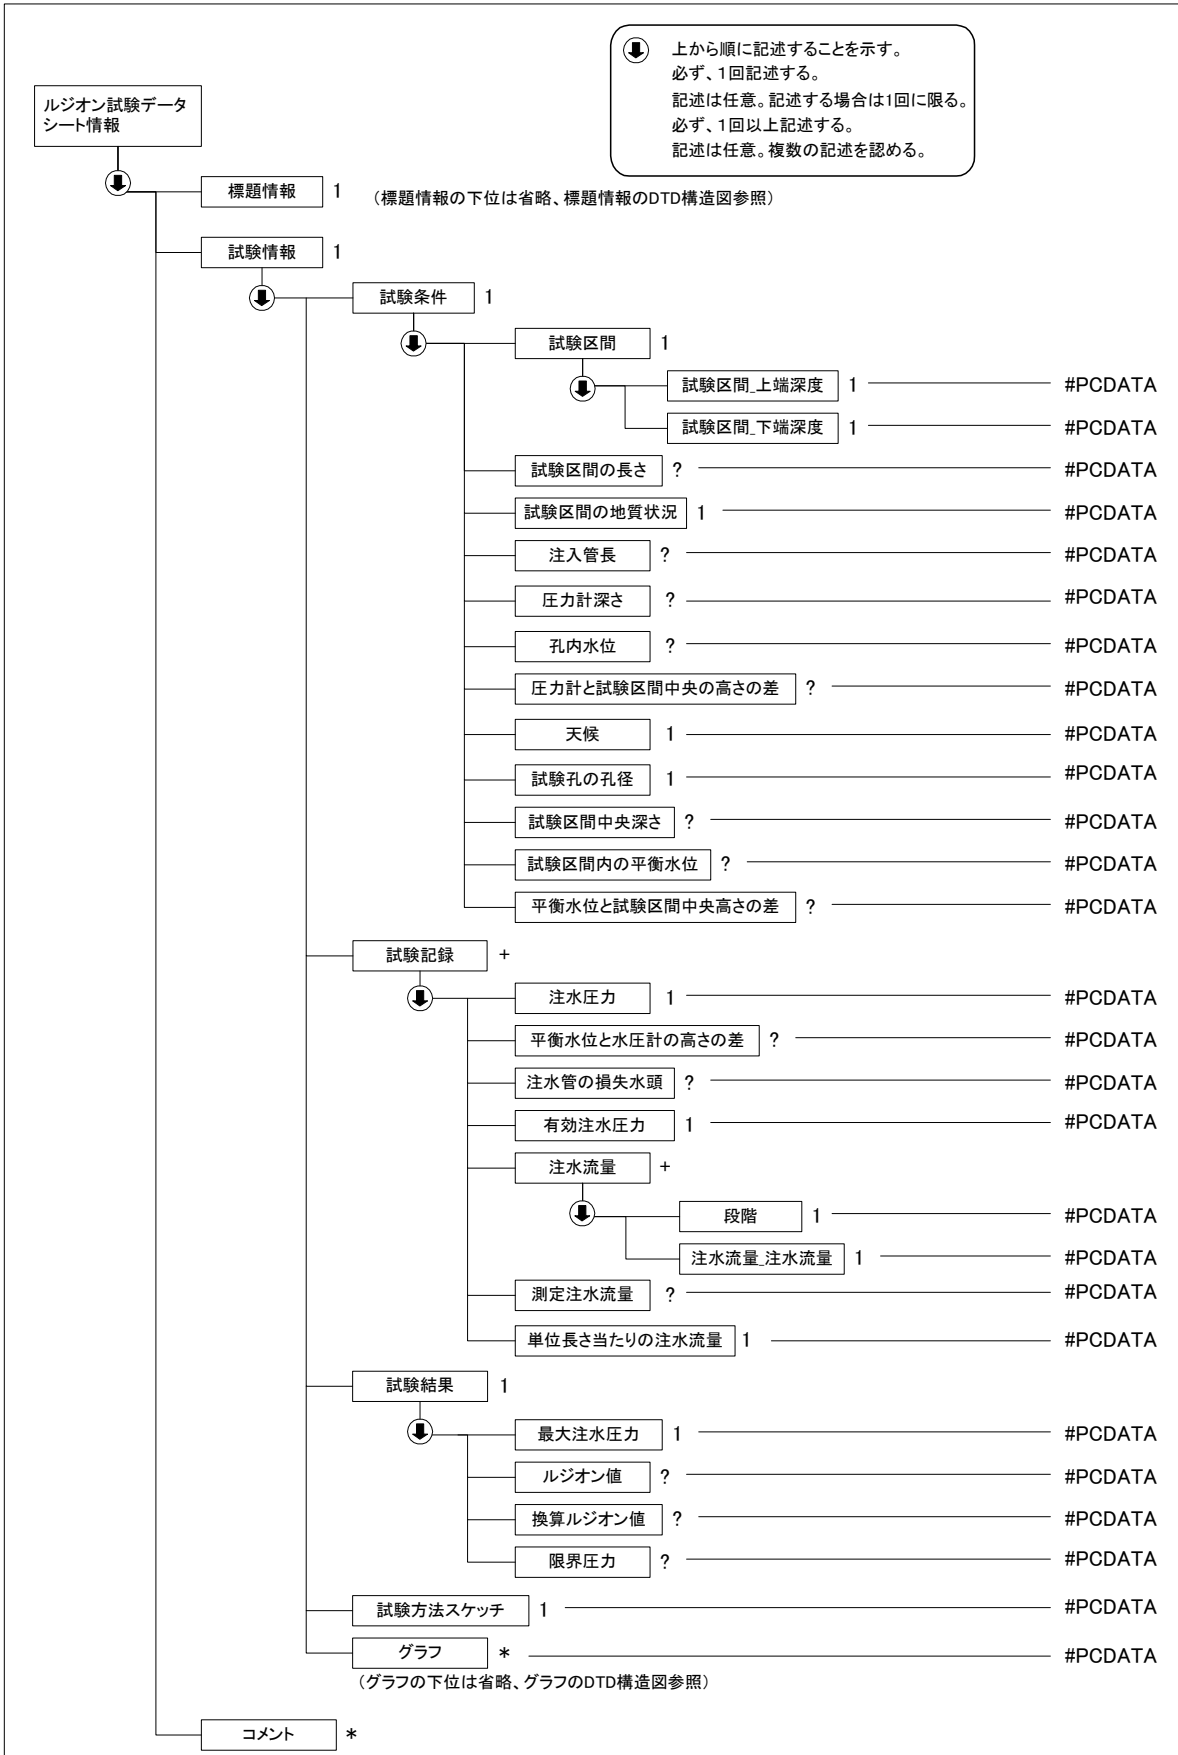 上から順に記述することを示す。
必ず、1回記述する。
記述は任意。記述する場合は1回に限る。
必ず、1回以上記述する。
記述は任意。複数の記述を認める。
ルジオン試験データ
シート情報
標題情報 1 （標題情報の下位は省略、標題情報のDTD構造図参照）
試験情報 1
試験条件 1
試験区間 1
試験区間_上端深度 1 #PCDATA
試験区間_下端深度 1 #PCDATA
試験区間の長さ ? #PCDATA
試験区間の地質状況 1 #PCDATA
注入管長 ? #PCDATA
圧力計深さ ? #PCDATA
孔内水位 ? #PCDATA
圧力計と試験区間中央の高さの差 ? #PCDATA
天候 1 #PCDATA
試験孔の孔径 1 #PCDATA
試験区間中央深さ ? #PCDATA
試験区間内の平衡水位 ? #PCDATA
平衡水位と試験区間中央高さの差 ? #PCDATA
試験記録 +
注水圧力 1 #PCDATA
平衡水位と水圧計の高さの差 ? #PCDATA
注水管の損失水頭 ? #PCDATA
有効注水圧力 1 #PCDATA
注水流量 +
段階 1 #PCDATA
注水流量_注水流量 1 #PCDATA
測定注水流量 ? #PCDATA
単位長さ当たりの注水流量 1 #PCDATA
試験結果 1
最大注水圧力 1 #PCDATA
ルジオン値 ? #PCDATA
換算ルジオン値 ? #PCDATA
限界圧力 ? #PCDATA
試験方法スケッチ 1 #PCDATA
グラフ * #PCDATA
（グラフの下位は省略、グラフのDTD構造図参照）
コメント *